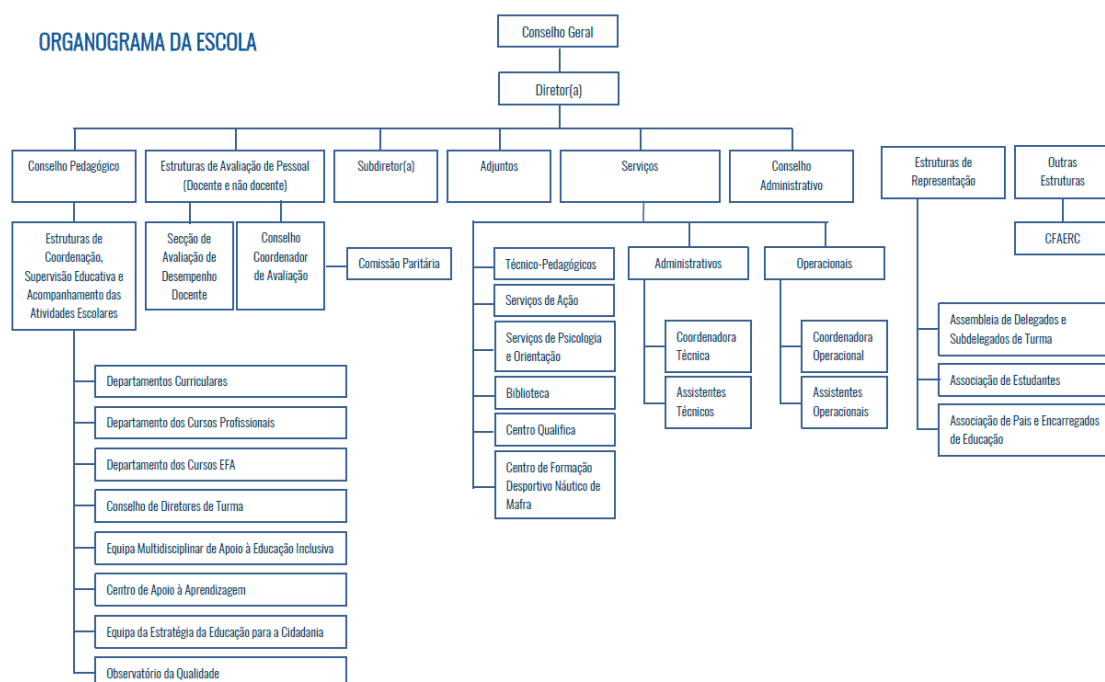 ORGANOGRAMA DA ESCOLA
Conselho Geral
Diretor(a)
Conselho Pedagógico
Estruturas de Avaliação de Pessoal
(Docente e não docente)
Subdiretor(a)
Adjuntos
Serviços
Conselho
Administrativo
Estruturas de
Representação
Outras
Estruturas
Estruturas de
Coordenação,
Supervisão Educativa e
Acompanhamento das
Atividades Escolares
Secção de
Avaliação de
Desempenho
Docente
Conselho
Coordenador
de Avaliação
Comissão Paritária
Técnico-Pedagógicos
Administrativos
Operacionais
CFAERC
Serviços de Ação
Serviços de Psicologia
e Orientação
Biblioteca
Centro Qualifica
Centro de Formação
Desportivo Náutico de
Mafra
Coordenadora
Técnica
Assistentes
Técnicos
Coordenadora
Operacional
Assistentes
Operacionais
Assembleia de Delegados e
Subdelegados de Turma
Associação de Estudantes
Associação de Pais e Encarregados
de Educação
Departamentos Curriculares
Departamento dos Cursos Profissionais
Departamento dos Cursos EFA
Conselho de Diretores de Turma
Equipa Multidisciplinar de Apoio à Educação Inclusiva
Centro de Apoio à Aprendizagem
Equipa da Estratégia da Educação para a Cidadania
Observatório da Qualidade